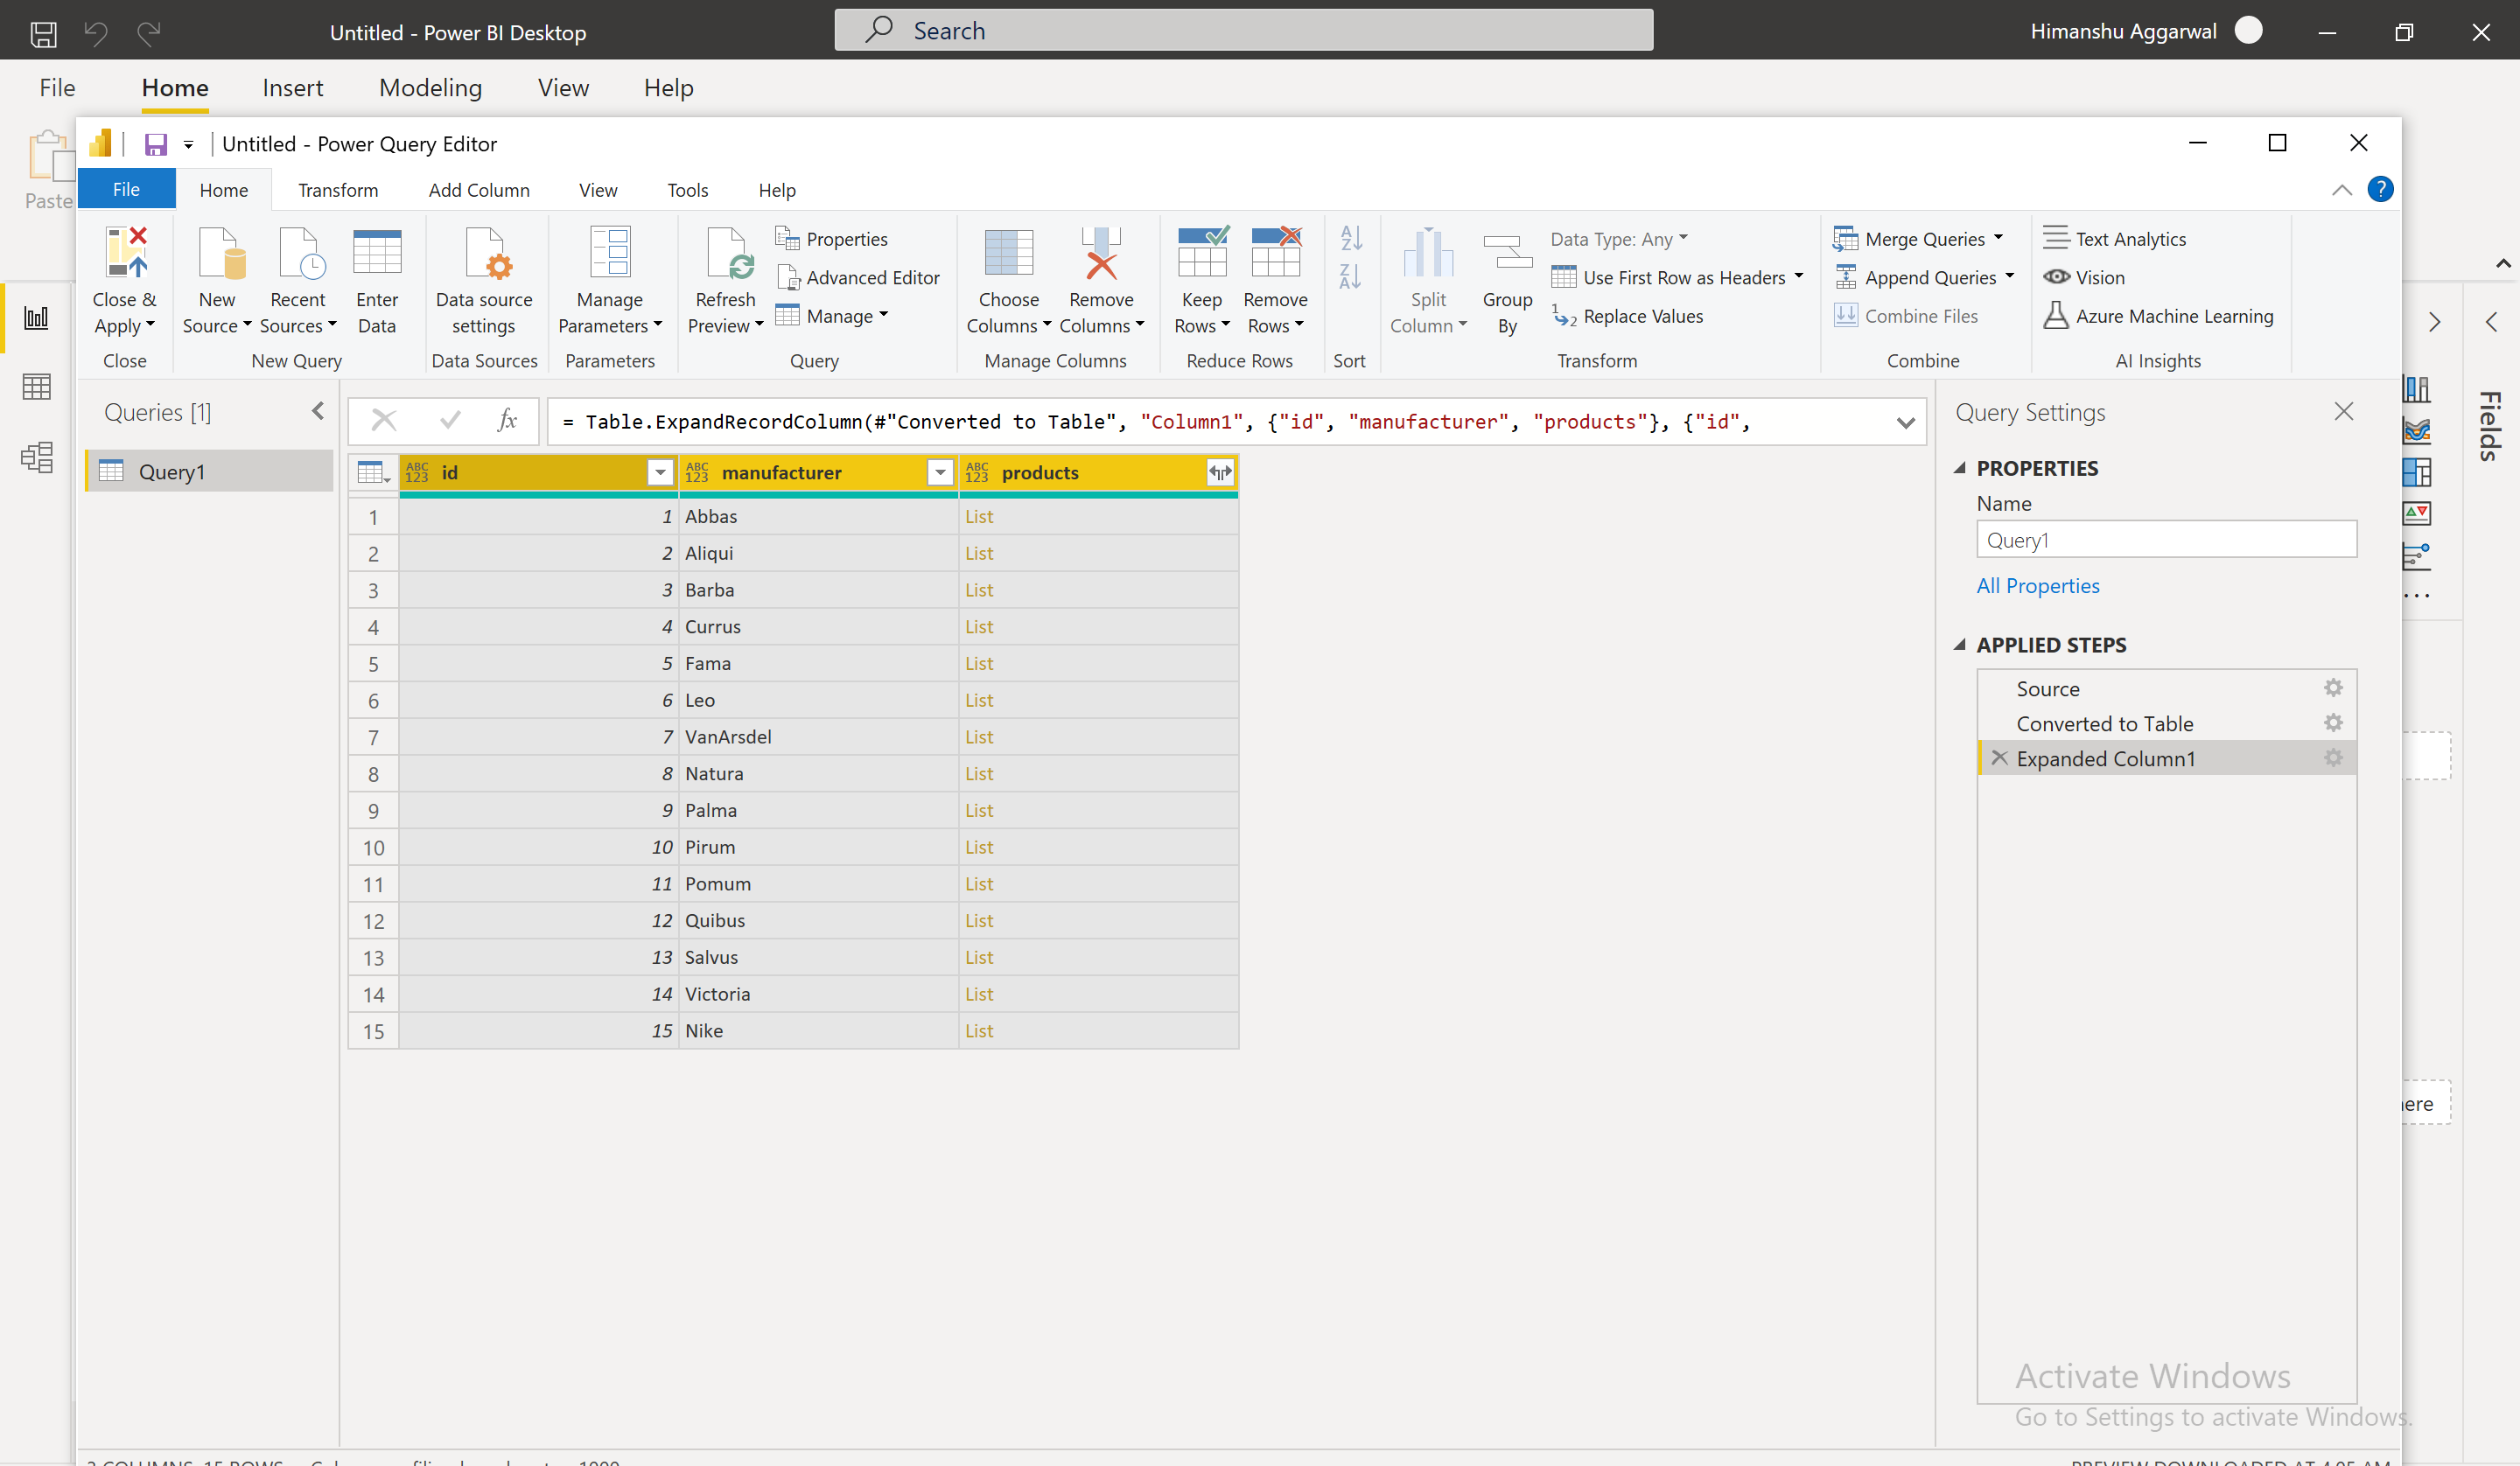 Untitled - Power BI Desktop
Search
Himanshu Aggarwal
File Home Insert Modeling View Help
Paste
Untitled - Power Query Editor
File Home Transform Add Column View Tools Help
Close & Apply
Close
New Source
Recent Sources
Enter Data
New Query
Data source settings
Data Sources
Manage Parameters
Parameters
Refresh Preview
Properties
Advanced Editor
Manage
Query
Choose Columns
Remove Columns
Manage Columns
Keep Rows
Remove Rows
Reduce Rows
Sort
Split Column
Group By
Data Type: Any
Use First Row as Headers
Replace Values
Transform
Merge Queries
Append Queries
Combine Files
Combine
Text Analytics
Vision
Azure Machine Learning
AI Insights
Queries [1]
Query1
fx
= Table.ExpandRecordColumn(#"Converted to Table", "Column1", {"id", "manufacturer", "products"}, {"id",
ABC 123 id ABC 123 manufacturer ABC 123 products
1 1 Abbas List
2 2 Aliqui List
3 3 Barba List
4 4 Currus List
5 5 Fama List
6 6 Leo List
7 7 VanArsdel List
8 8 Natura List
9 9 Palma List
10 10 Pirum List
11 11 Pomum List
12 12 Quibus List
13 13 Salvus List
14 14 Victoria List
15 15 Nike List
Query Settings
PROPERTIES
Name
Query1
All Properties
APPLIED STEPS
Source
Converted to Table
Expanded Column1
Fields
Activate Windows
Go to Settings to activate Windows.